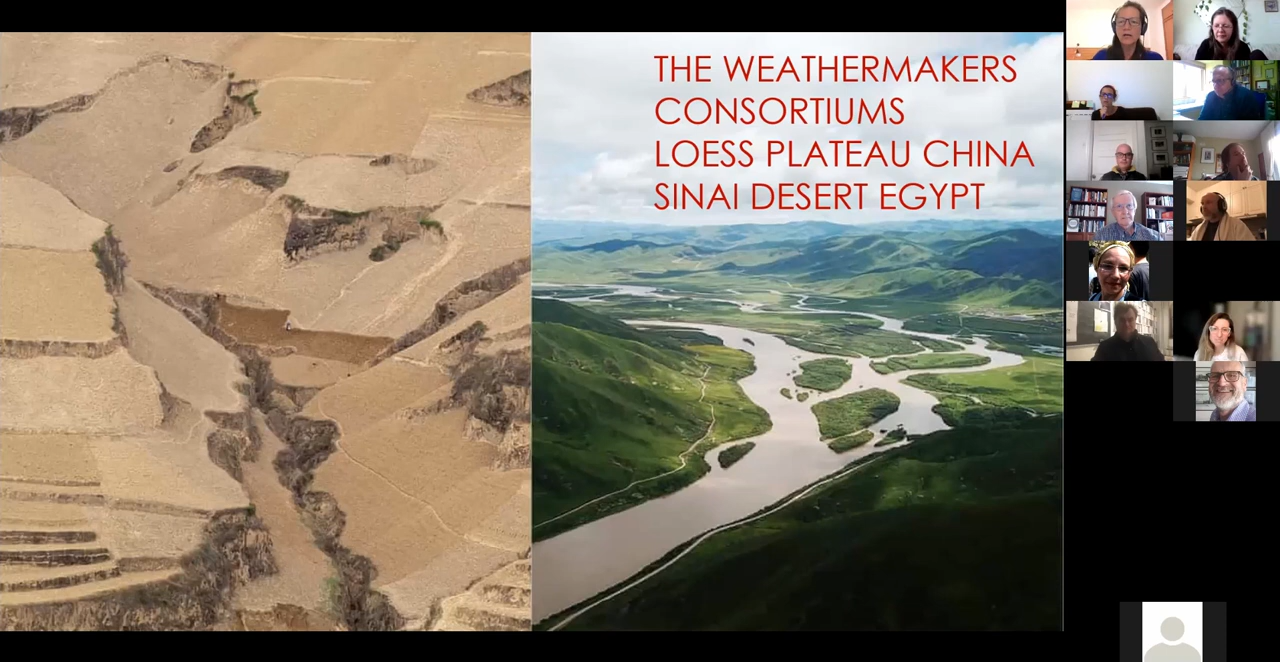 THE WEATHERMAKERS
CONSORTIUMS
LOESS PLATEAU CHINA
SINAI DESERT EGYPT